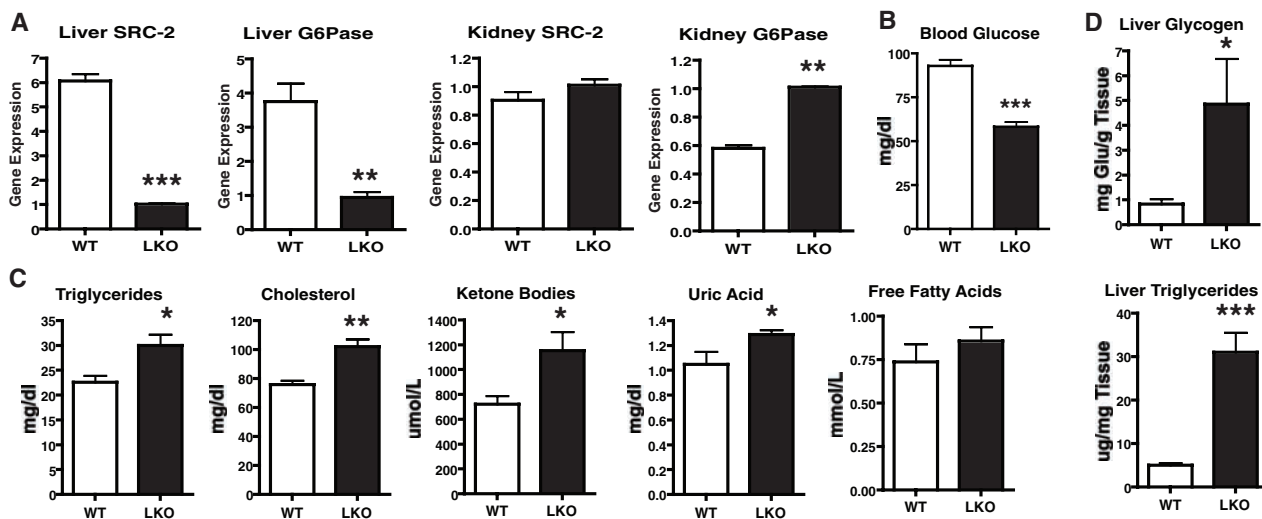 A
Liver SRC-2
Gene Expression
7
6
5
4
3
2
1
0
***
WT
LKO
Liver G6Pase
Gene Expression
5
4
3
2
1
0
**
WT
LKO
Kidney SRC-2
Gene Expression
1.2
1.0
0.8
0.6
0.4
0.2
0.0
WT
LKO
Kidney G6Pase
Gene Expression
1.2
1.0
0.8
0.6
0.4
0.2
0.0
**
WT
LKO
B
Blood Glucose
mg/dl
100
75
50
25
0
***
WT
LKO
D
Liver Glycogen
mg Glu/g Tissue
7
6
5
4
3
2
1
0
*
WT
LKO
C
Triglycerides
mg/dl
35
30
25
20
15
10
5
0
*
WT
LKO
Cholesterol
mg/dl
120
100
80
60
40
20
0
**
WT
LKO
Ketone Bodies
umol/L
1400
1200
1000
800
600
400
200
0
*
WT
LKO
Uric Acid
mg/dl
1.4
1.2
1.0
0.8
0.6
0.4
0.2
0.0
*
WT
LKO
Free Fatty Acids
mmol/L
1.00
0.75
0.50
0.25
0.00
WT
LKO
Liver Triglycerides
ug/mg Tissue
40
30
20
10
0
***
WT
LKO